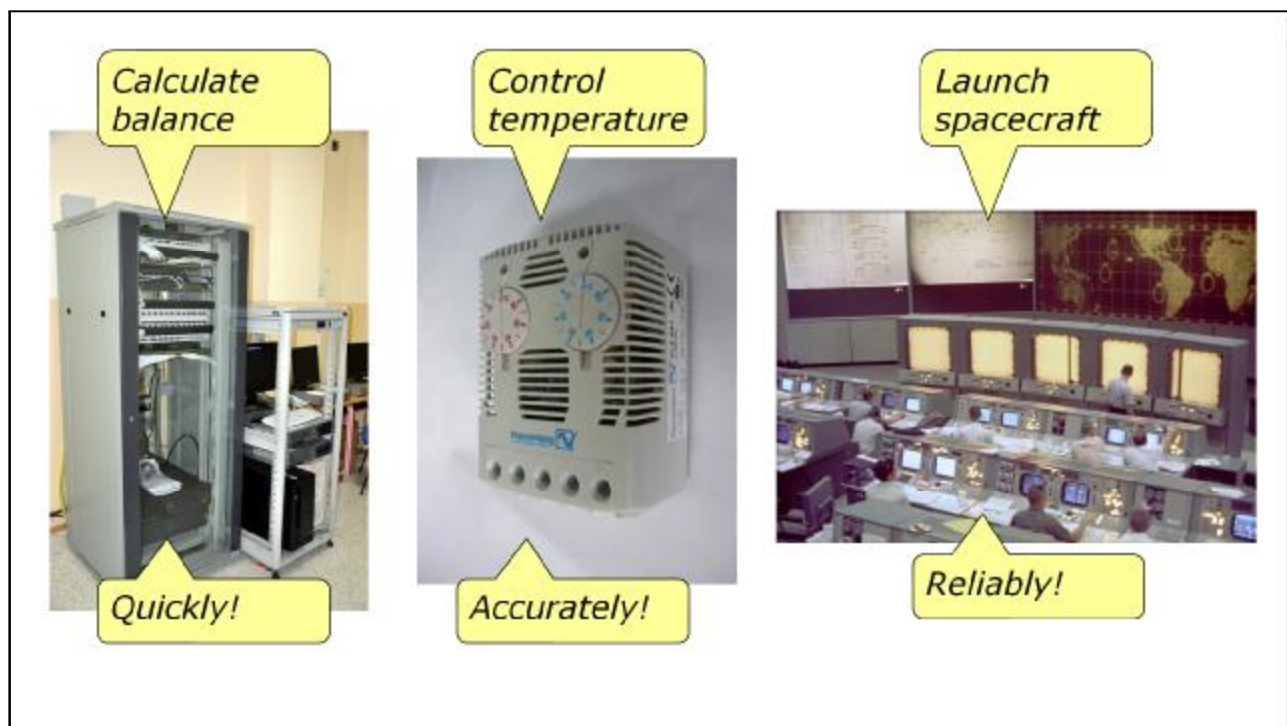 Calculate
balance
Control
temperature
Launch
spacecraft
Quickly!
Accurately!
Reliably!